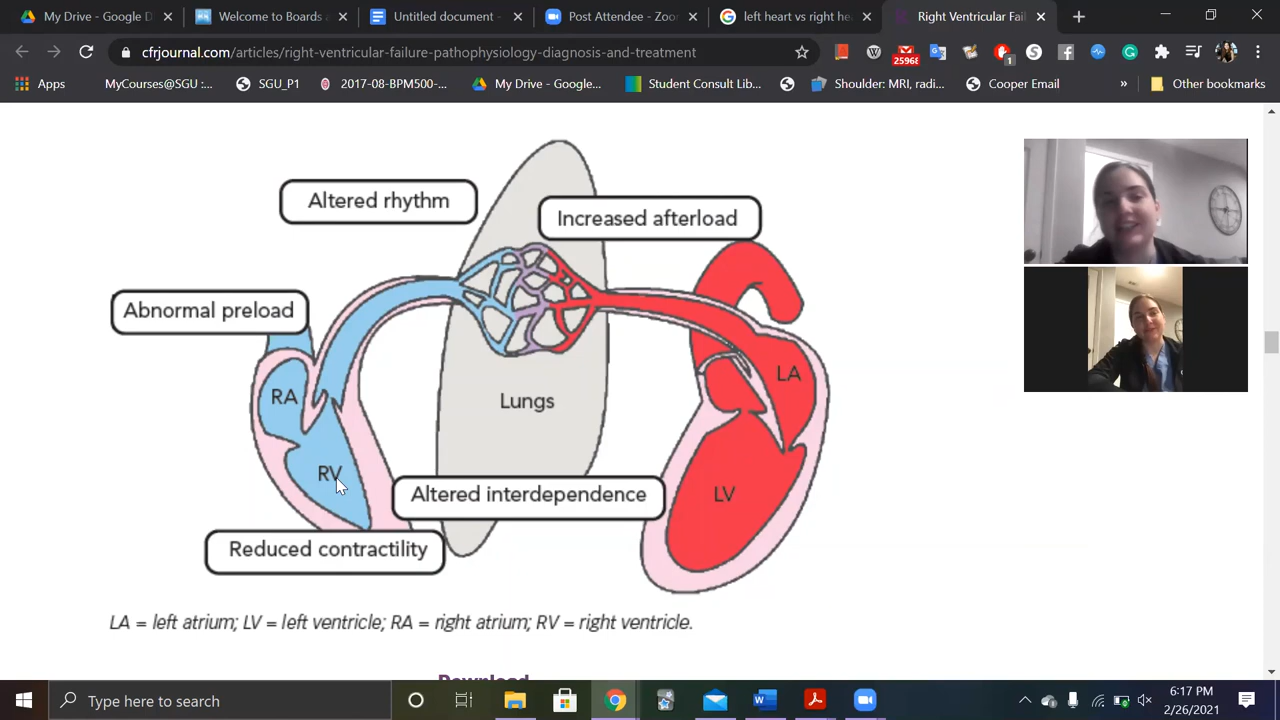 My Drive - Google D
Welcome to Boards a
Untitled document -
Post Attendee - Zoo
left heart vs right he
Right Ventricular Fai
cfrjournal.com/articles/right-ventricular-failure-pathophysiology-diagnosis-and-treatment
25968
1
Apps
MyCourses@SGU :...
SGU_P1
2017-08-BPM500-...
My Drive - Google...
Student Consult Lib...
Shoulder: MRI, radi...
Cooper Email
»
Other bookmarks
Altered rhythm
Increased afterload
Abnormal preload
LA
RA
Lungs
RV
Altered interdependence
LV
Reduced contractility
LA = left atrium; LV = left ventricle; RA = right atrium; RV = right ventricle.
Download
Type here to search
6:17 PM
2/26/2021